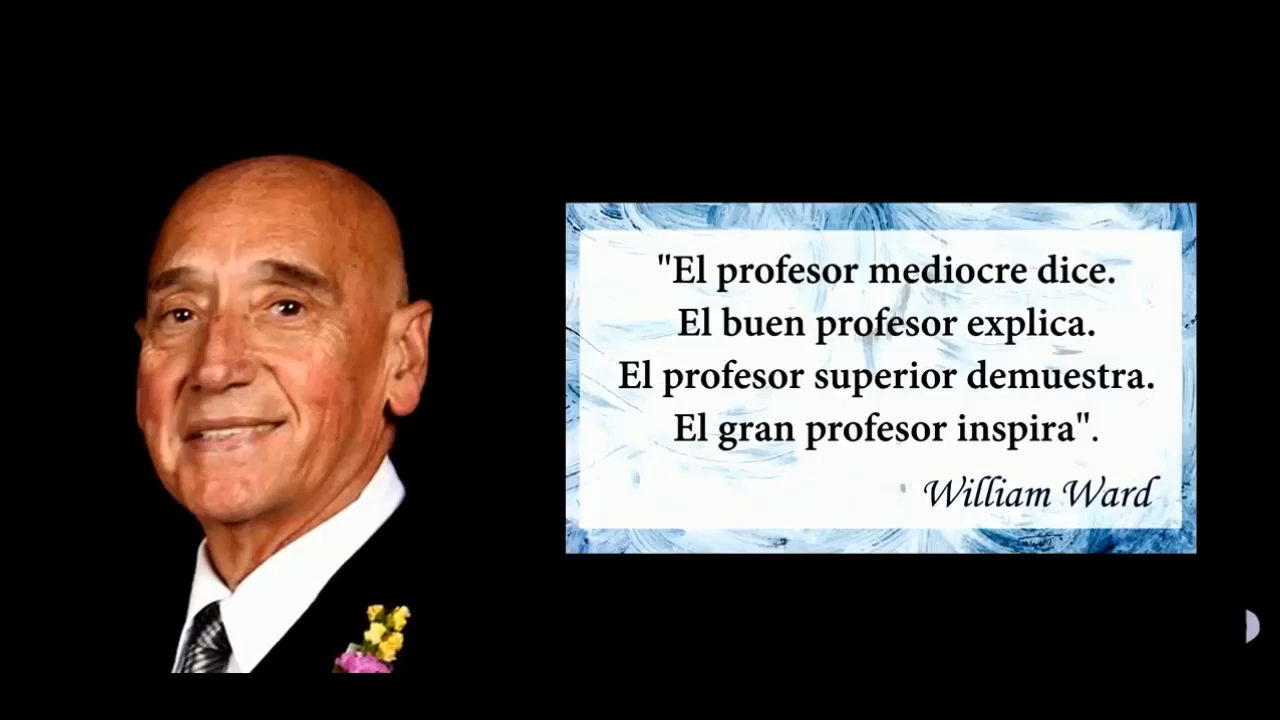 "El profesor mediocre dice.
El buen profesor explica.
El profesor superior demuestra.
El gran profesor inspira".
William Ward